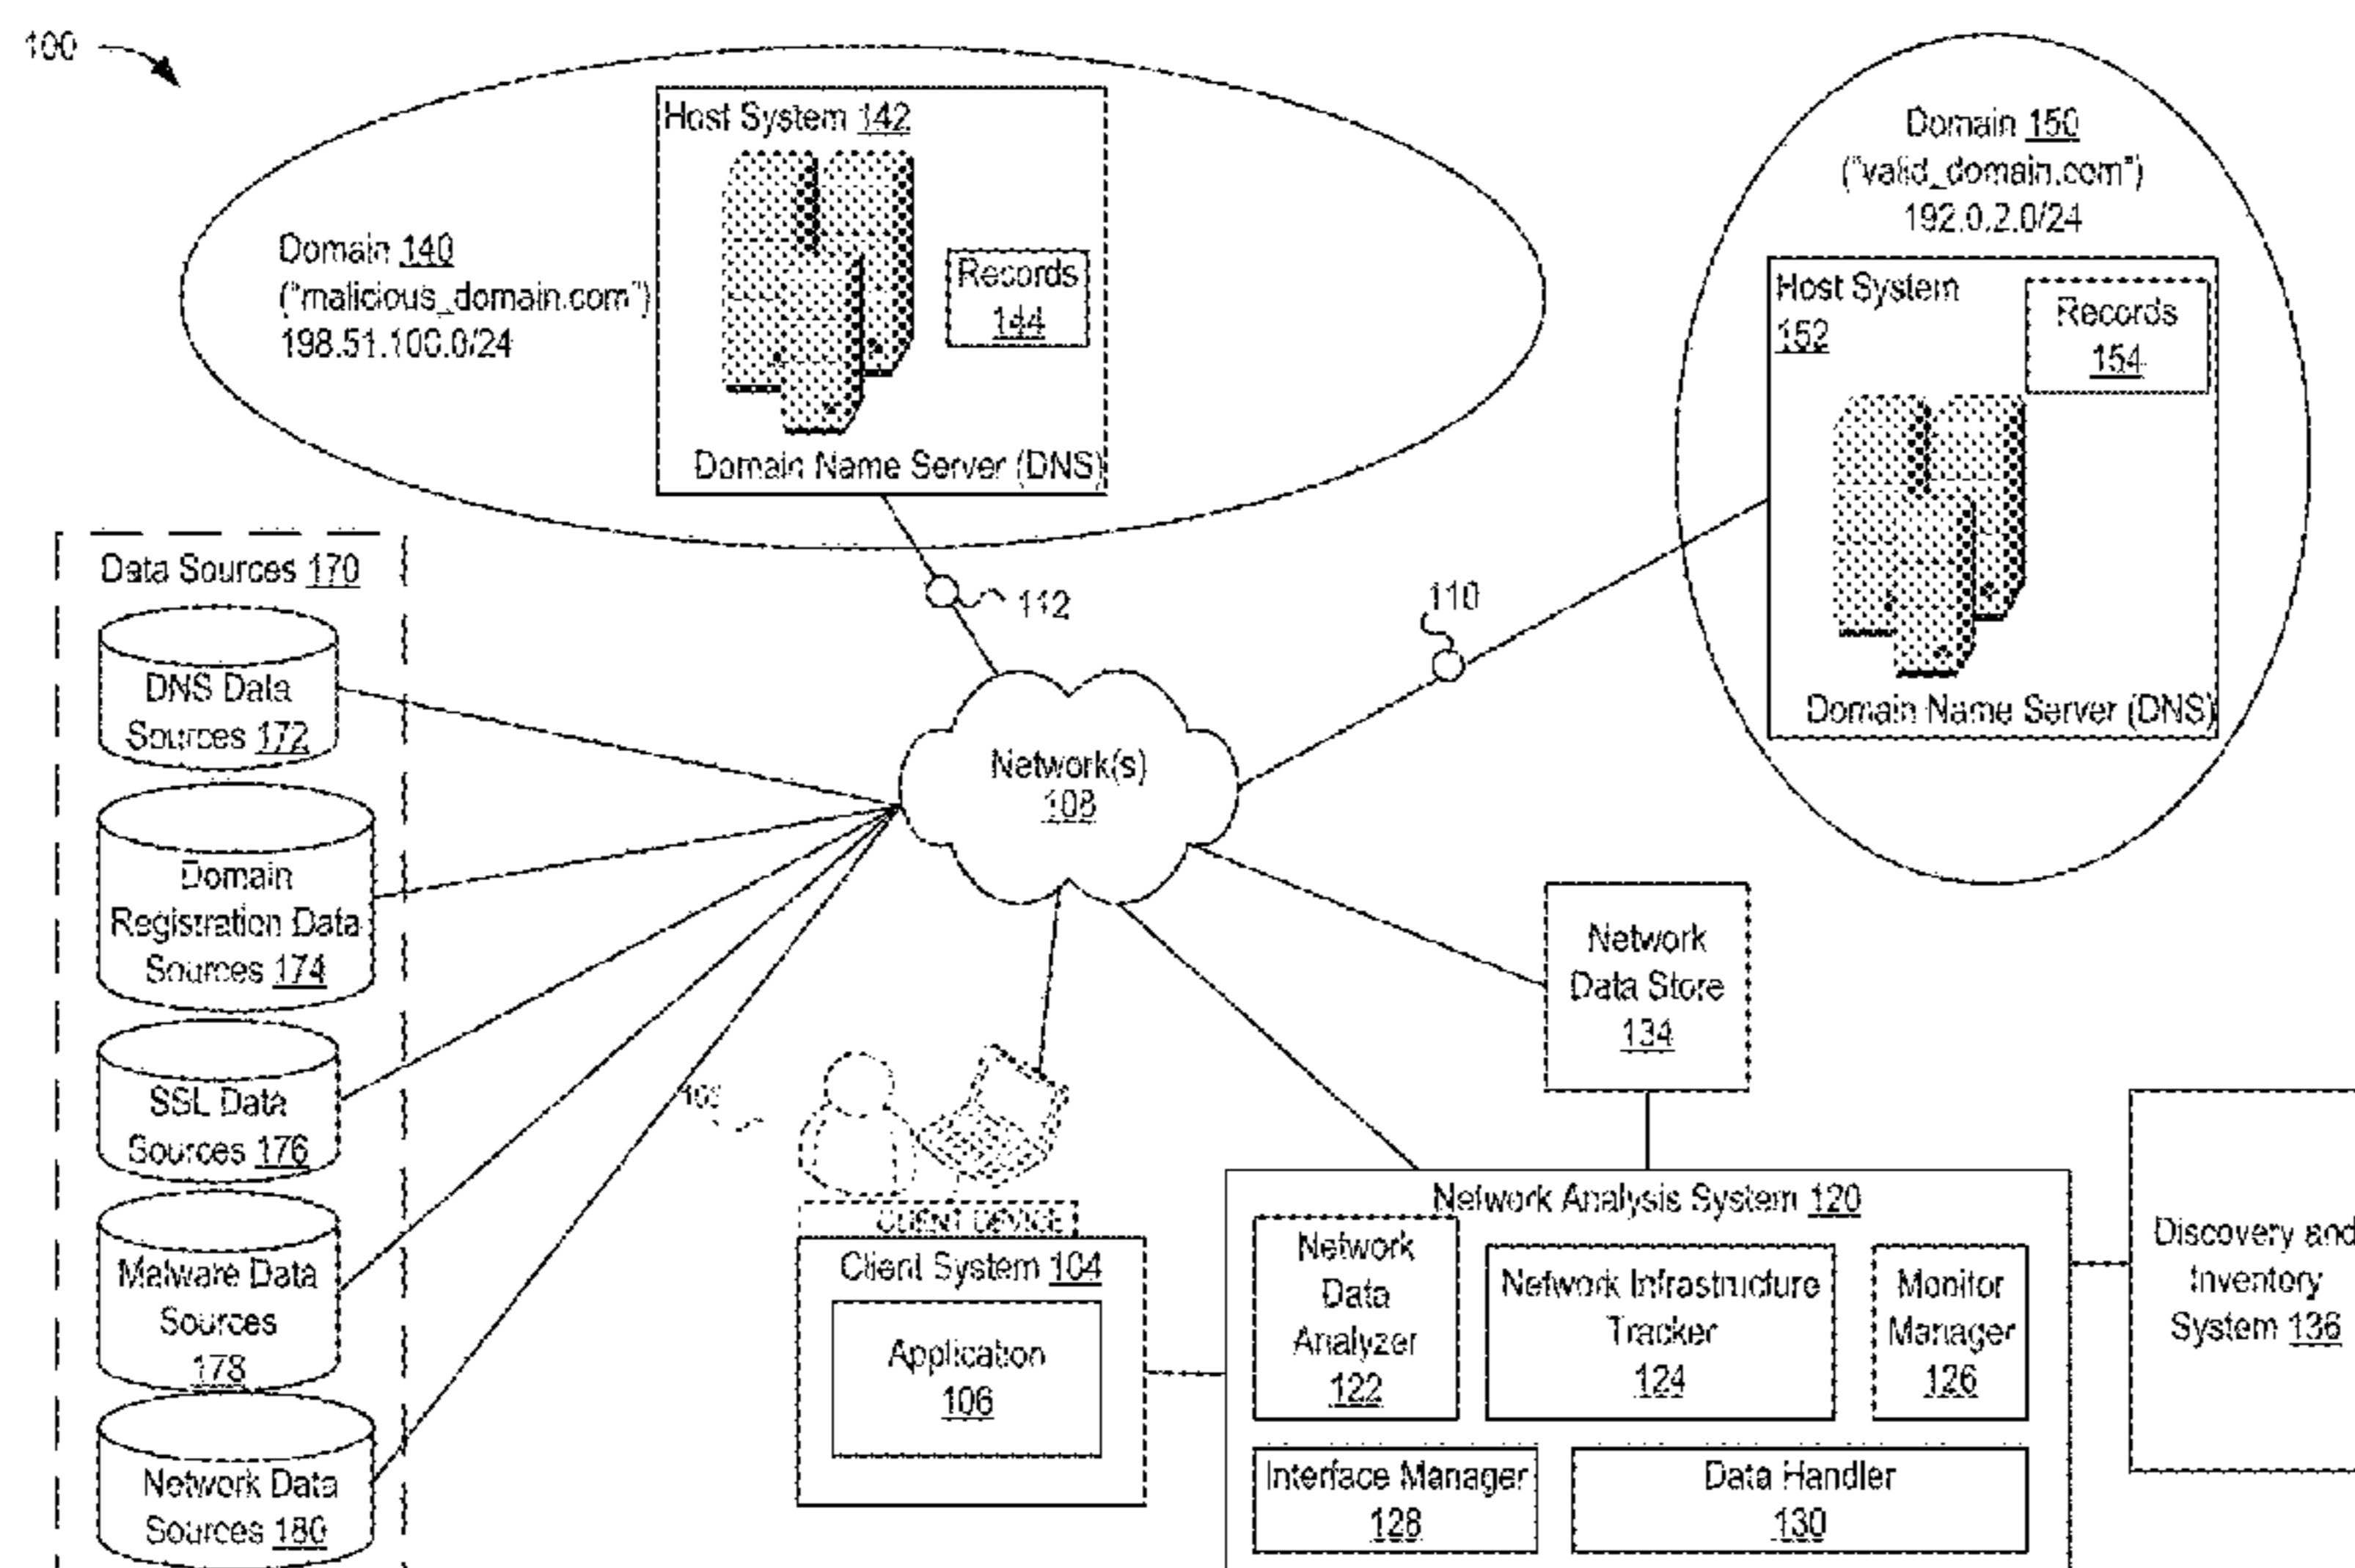 100
Host System 142
Records
144
Domain Name Server (DNS)
Domain 140
("malicious_domain.com")
198.51.100.0/24
Domain 150
("valid_domain.com")
192.0.2.0/24
Host System
152
Records
154
Domain Name Server (DNS)
112
110
Data Sources 170
DNS Data
Sources 172
Domain
Registration Data
Sources 174
SSL Data
Sources 176
Malware Data
Sources
178
Network Data
Sources 180
Network(s)
108
Network
Data Store
134
CLIENT DEVICE
Client System 104
Application
106
Network Analysis System 120
Network
Data
Analyzer
122
Network Infrastructure
Tracker
124
Monitor
Manager
126
Interface Manager
128
Data Handler
130
Discovery and
Inventory
System 136